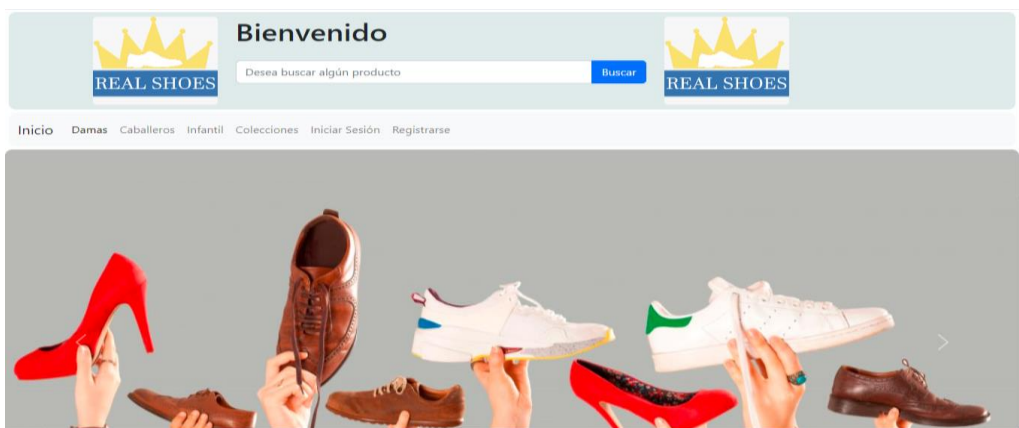 REAL SHOES
Bienvenido
Desea buscar algún producto
Buscar
REAL SHOES
Inicio Damas Caballeros Infantil Colecciones Iniciar Sesión Registrarse